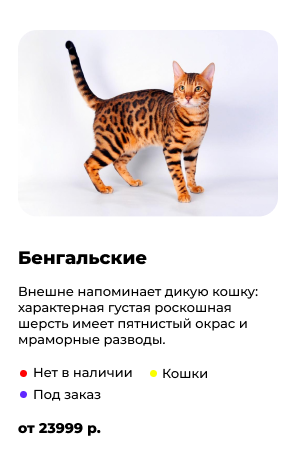 Бенгальские
Внешне напоминает дикую кошку:
характерная густая роскошная
шерсть имеет пятнистый окрас и
мраморные разводы.
Нет в наличии Кошки
Под заказ
от 23999 р.